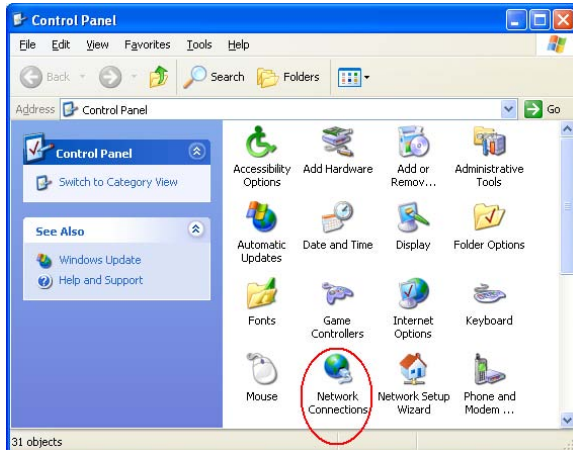 Control Panel
File Edit View Favorites Tools Help
Back Search Folders
Address Control Panel Go
Control Panel
Switch to Category View
See Also
Windows Update
Help and Support
Accessibility Options
Add Hardware
Add or Remov...
Administrative Tools
Automatic Updates
Date and Time
Display
Folder Options
Fonts
Game Controllers
Internet Options
Keyboard
Mouse
Network Connections
Network Setup Wizard
Phone and Modem ...
31 objects